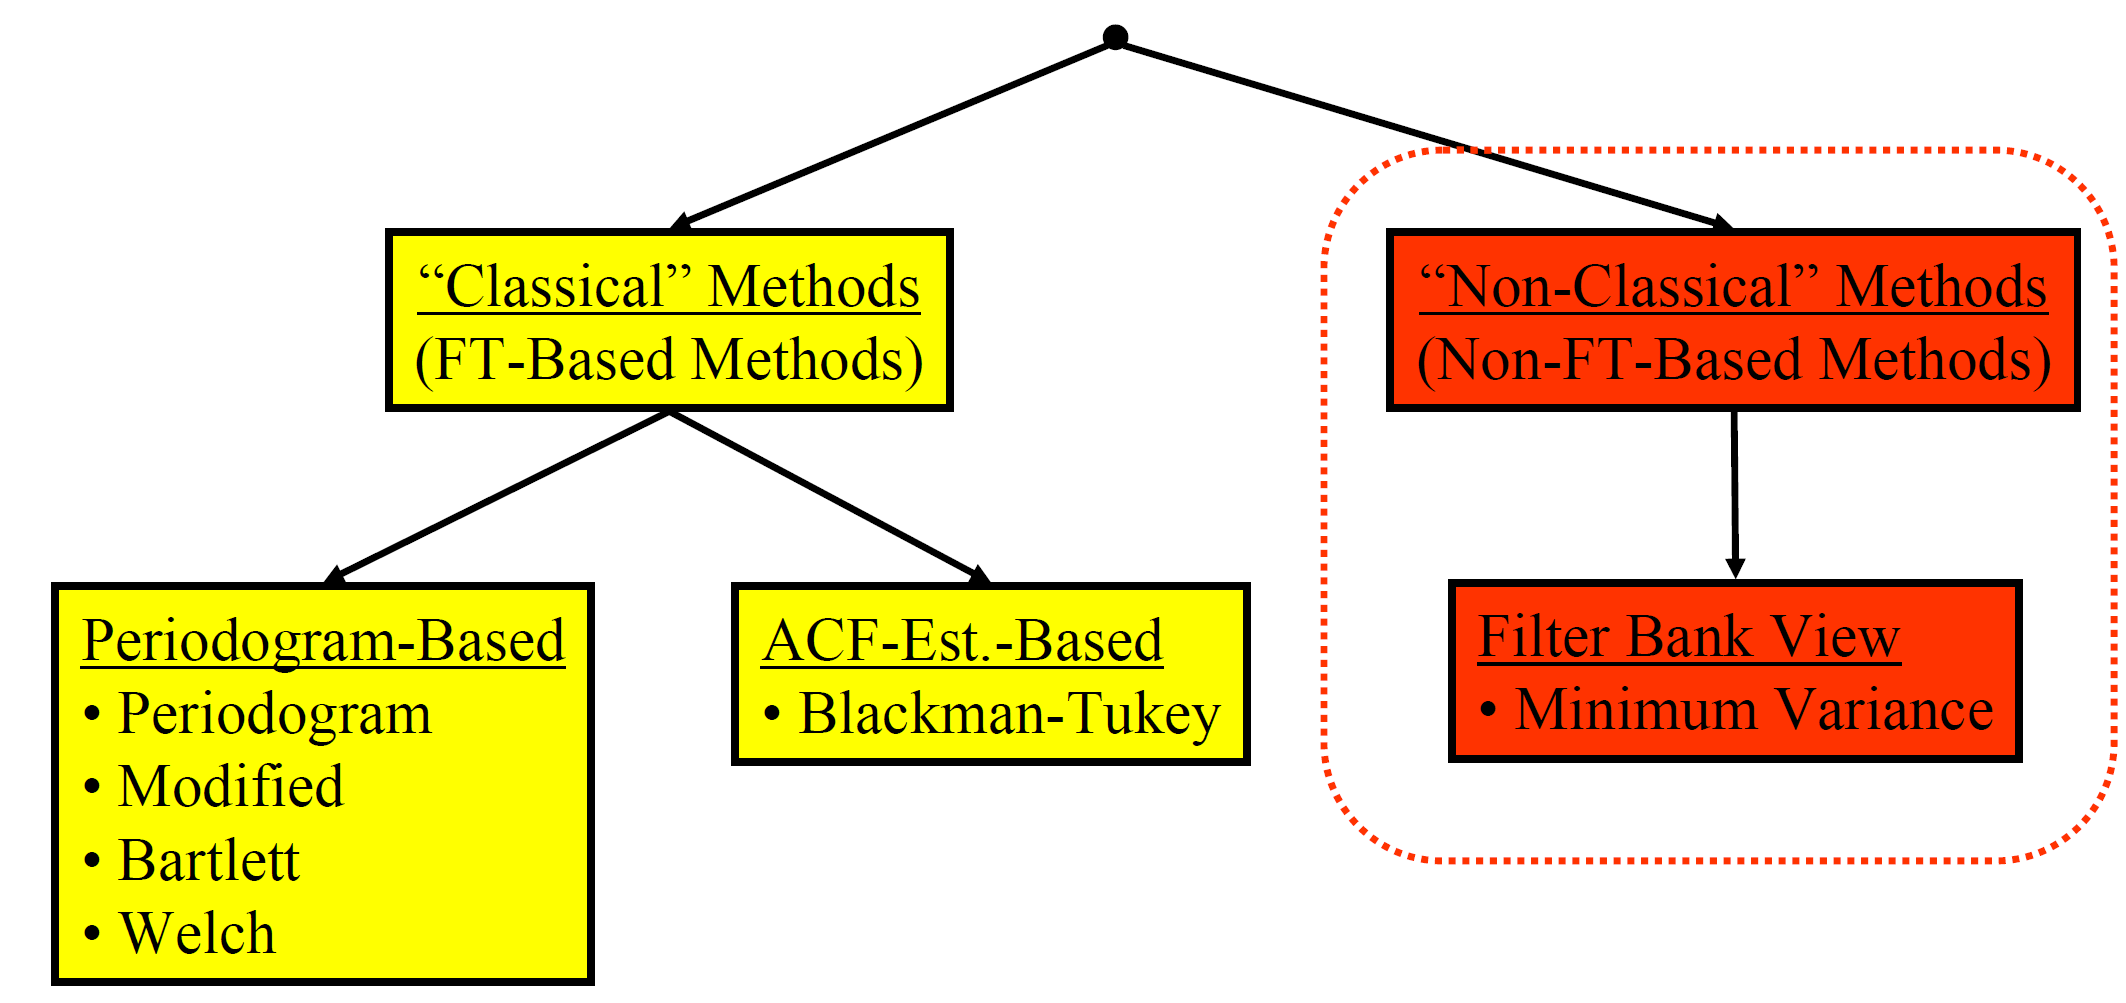 “Classical” Methods
(FT-Based Methods)
“Non-Classical” Methods
(Non-FT-Based Methods)
Periodogram-Based
• Periodogram
• Modified
• Bartlett
• Welch
ACF-Est.-Based
• Blackman-Tukey
Filter Bank View
• Minimum Variance